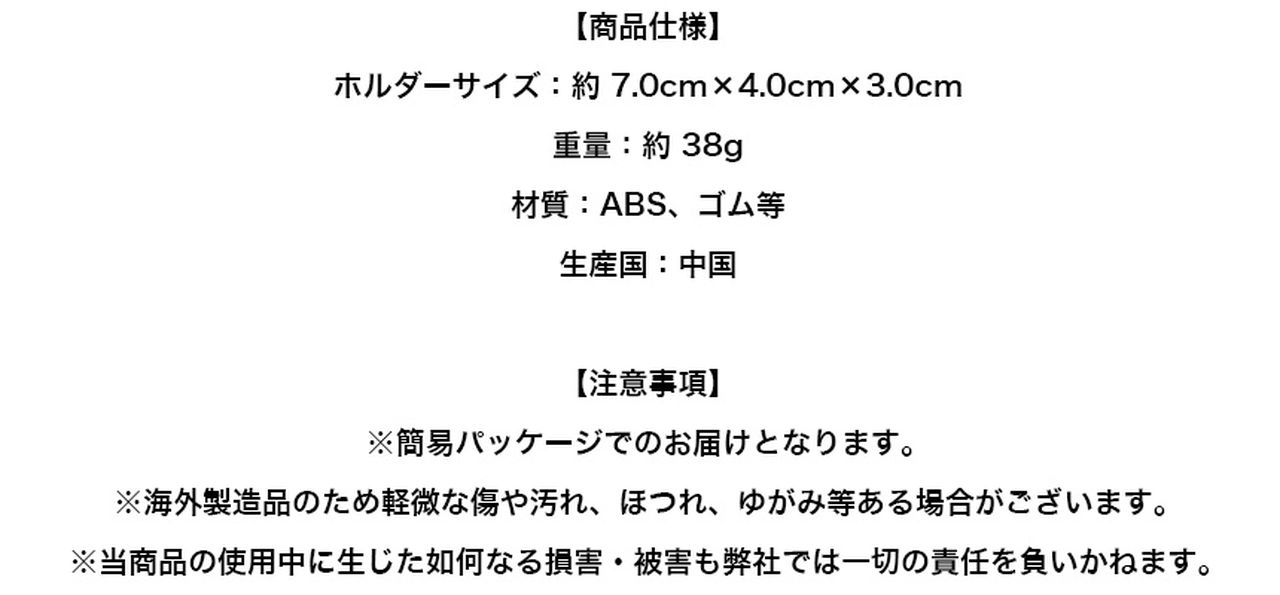 【商品仕様】
ホルダーサイズ：約 7.0cm×4.0cm×3.0cm
重量：約 38g
材質：ABS、ゴム等
生産国：中国
【注意事項】
※簡易パッケージでのお届けとなります。
※海外製造品のため軽微な傷や汚れ、ほつれ、ゆがみ等ある場合がございます。
※当商品の使用中に生じた如何なる損害・被害も弊社では一切の責任を負いかねます。